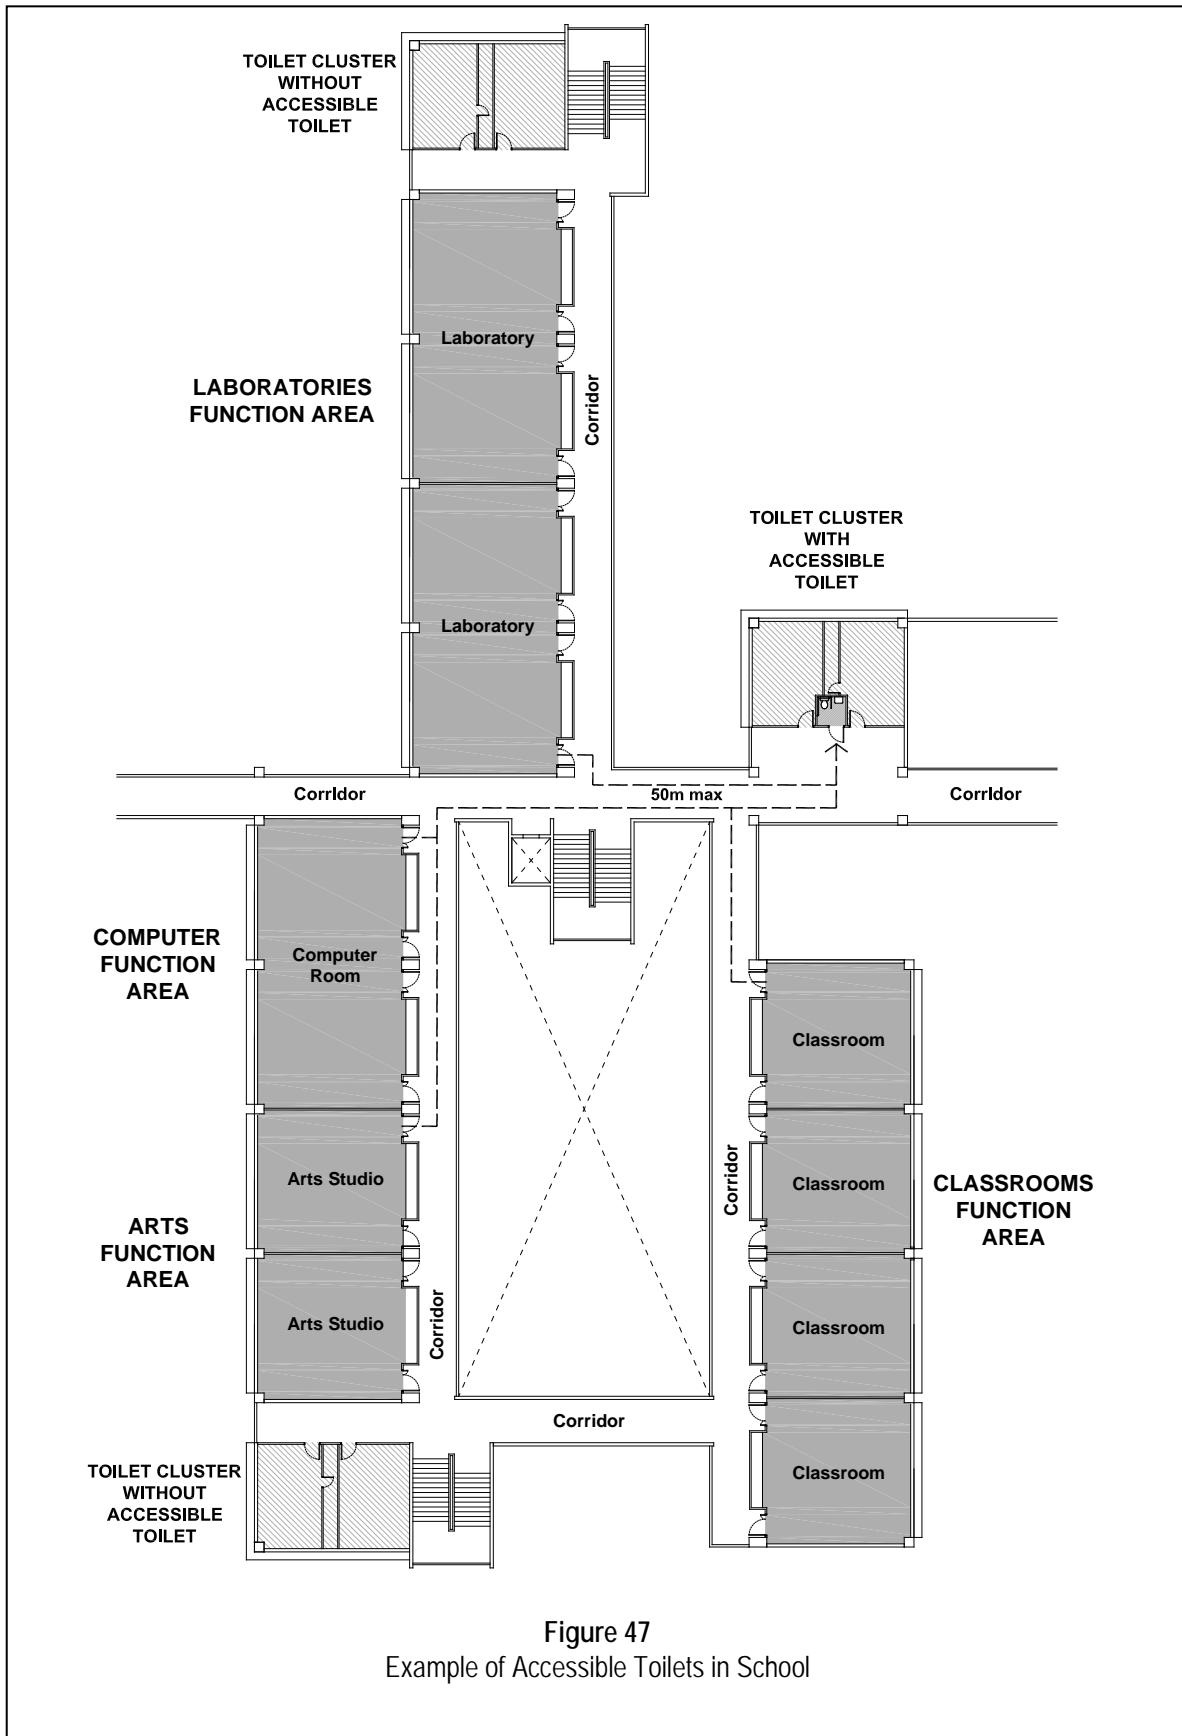 TOILET CLUSTER
WITHOUT
ACCESSIBLE
TOILET
Laboratory
LABORATORIES
FUNCTION AREA
Corridor
TOILET CLUSTER
WITH
ACCESSIBLE
TOILET
Laboratory
Corridor
50m max
Corridor
COMPUTER
FUNCTION
AREA
Computer
Room
Classroom
Arts Studio
Corridor
Classroom
CLASSROOMS
FUNCTION
AREA
ARTS
FUNCTION
AREA
Arts Studio
Corridor
Classroom
Corridor
TOILET CLUSTER
WITHOUT
ACCESSIBLE
TOILET
Classroom
Figure 47
Example of Accessible Toilets in School